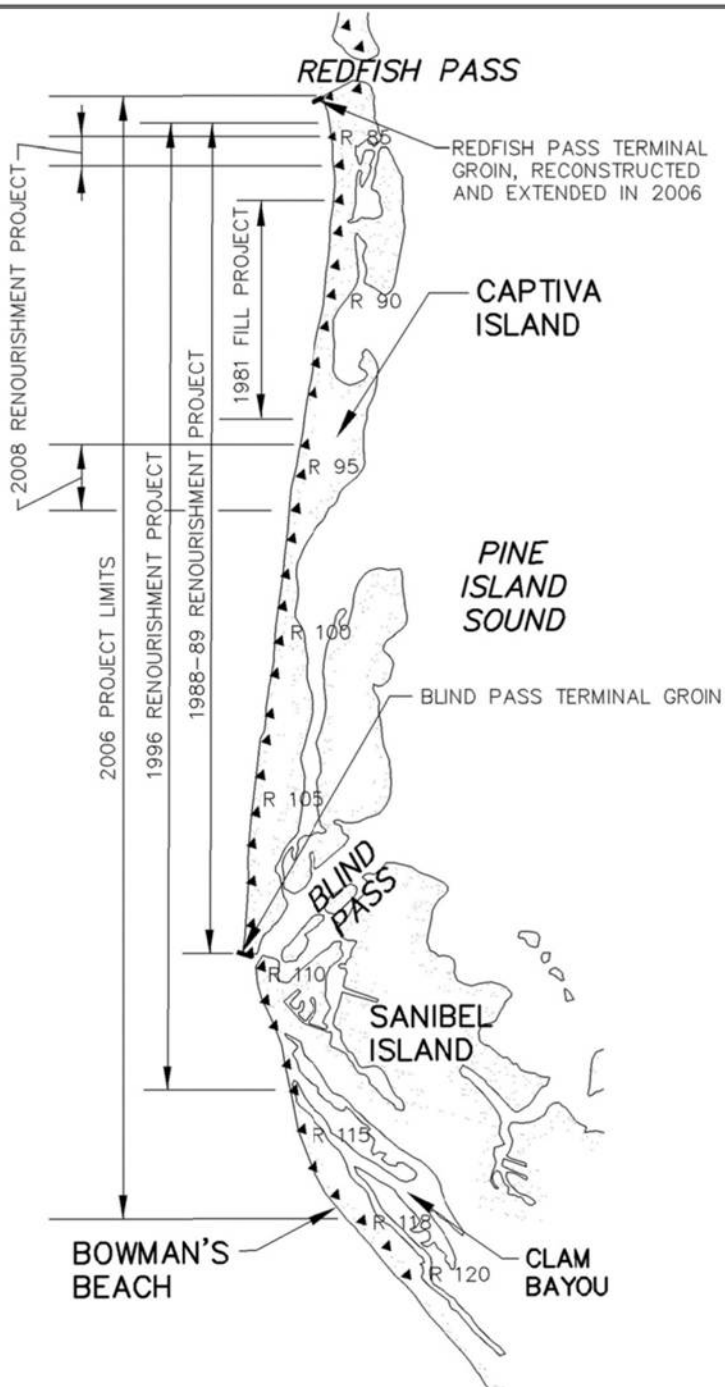 REDFISH PASS
R 85
REDFISH PASS TERMINAL
GROIN, RECONSTRUCTED
AND EXTENDED IN 2006
2008 RENOURISHMENT PROJECT
1981 FILL PROJECT
R 90
CAPTIVA
ISLAND
R 95
2006 PROJECT LIMITS
1996 RENOURISHMENT PROJECT
1988-89 RENOURISHMENT PROJECT
PINE
ISLAND
SOUND
R 100
BLIND PASS TERMINAL GROIN
R 105
BLIND
PASS
R 110
SANIBEL
ISLAND
R 115
R 118
R 120
BOWMAN'S
BEACH
CLAM
BAYOU